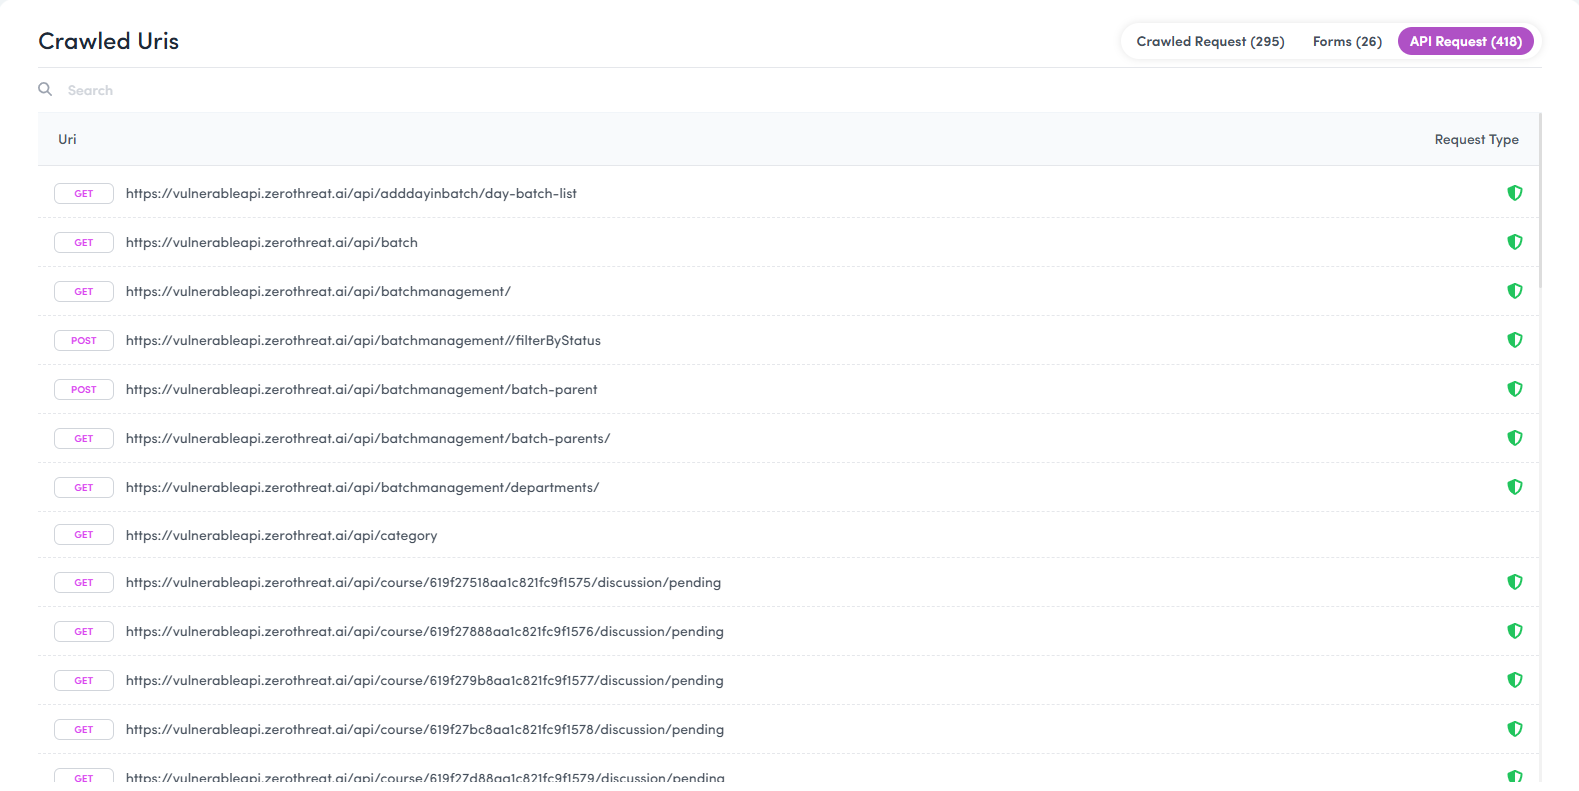 Crawled Uris
Crawled Request (295) Forms (26) API Request (418)
Search
Uri Request Type
GET https://vulnerableapi.zerothreat.ai/api/adddayinbatch/day-batch-list
GET https://vulnerableapi.zerothreat.ai/api/batch
GET https://vulnerableapi.zerothreat.ai/api/batchmanagement/
POST https://vulnerableapi.zerothreat.ai/api/batchmanagement//filterByStatus
POST https://vulnerableapi.zerothreat.ai/api/batchmanagement/batch-parent
GET https://vulnerableapi.zerothreat.ai/api/batchmanagement/batch-parents/
GET https://vulnerableapi.zerothreat.ai/api/batchmanagement/departments/
GET https://vulnerableapi.zerothreat.ai/api/category
GET https://vulnerableapi.zerothreat.ai/api/course/619f27518aa1c821fc9f1575/discussion/pending
GET https://vulnerableapi.zerothreat.ai/api/course/619f27888aa1c821fc9f1576/discussion/pending
GET https://vulnerableapi.zerothreat.ai/api/course/619f279b8aa1c821fc9f1577/discussion/pending
GET https://vulnerableapi.zerothreat.ai/api/course/619f27bc8aa1c821fc9f1578/discussion/pending
GET https://vulnerableapi.zerothreat.ai/api/course/619f27d88aa1c821fc9f1579/discussion/pending